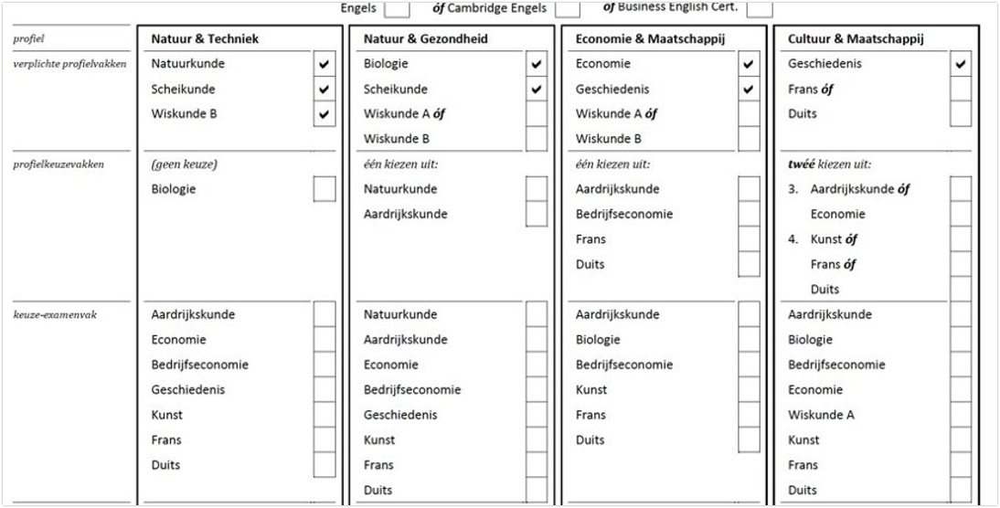 Engels óf Cambridge Engels óf Business English Cert.
profiel Natuur & Techniek Natuur & Gezondheid Economie & Maatschappij Cultuur & Maatschappij
verplichte profielvakken Natuurkunde Biologie Economie Geschiedenis
Scheikunde Scheikunde Geschiedenis Frans óf
Wiskunde B Wiskunde A óf Wiskunde A óf Duits
Wiskunde B Wiskunde B
profielkeuzevakken (geen keuze) één kiezen uit: één kiezen uit: twéé kiezen uit:
Biologie Natuurkunde Aardrijkskunde 3. Aardrijkskunde óf
Aardrijkskunde Bedrijfseconomie Economie
Frans 4. Kunst óf
Duits Frans óf
Duits
keuze-examenvak Aardrijkskunde Natuurkunde Aardrijkskunde Aardrijkskunde
Economie Aardrijkskunde Biologie Biologie
Bedrijfseconomie Economie Bedrijfseconomie Bedrijfseconomie
Geschiedenis Bedrijfseconomie Kunst Economie
Kunst Geschiedenis Frans Wiskunde A
Frans Kunst Duits Kunst
Duits Frans Frans
Duits Duits